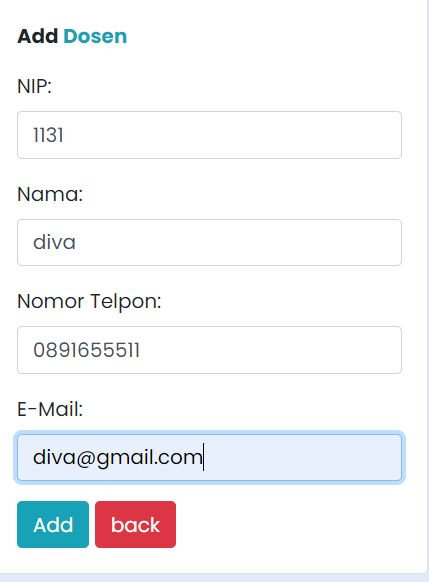 Add Dosen
NIP:
1131
Nama:
diva
Nomor Telpon:
0891655511
E-Mail:
diva@gmail.com
Add back